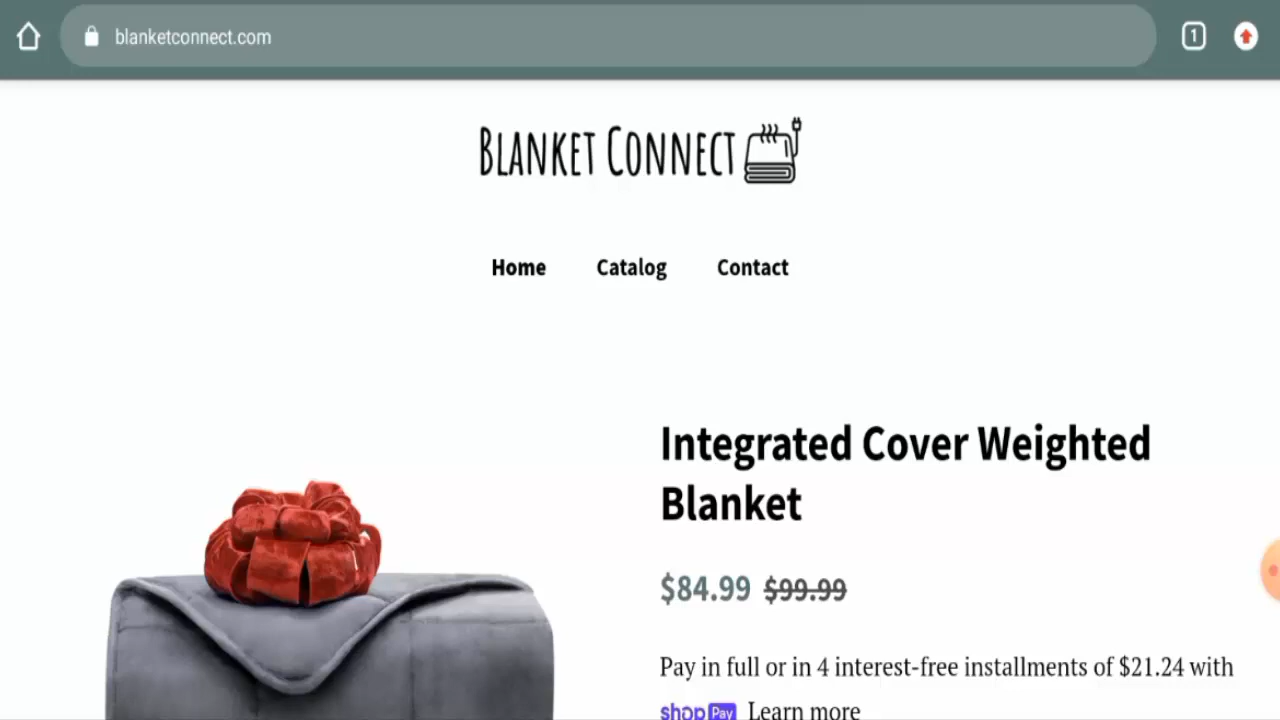 blanketconnect.com
1
BLANKET CONNECT
Home Catalog Contact
Integrated Cover Weighted
Blanket
$84.99 $99.99
Pay in full or in 4 interest-free installments of $21.24 with
shop Pay Learn more